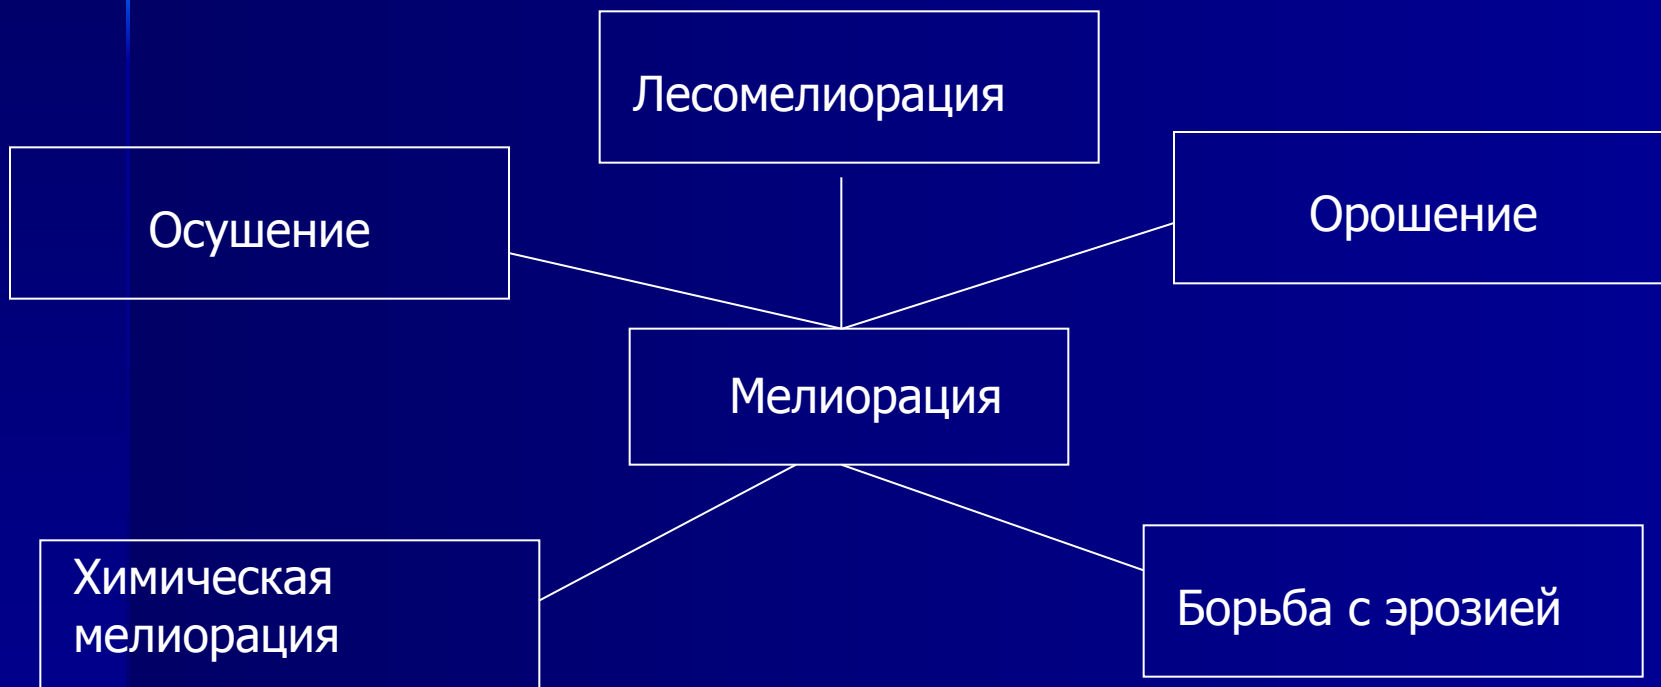 Лесомелиорация
Осушение
Орошение
Мелиорация
Химическая
мелиорация
Борьба с эрозией